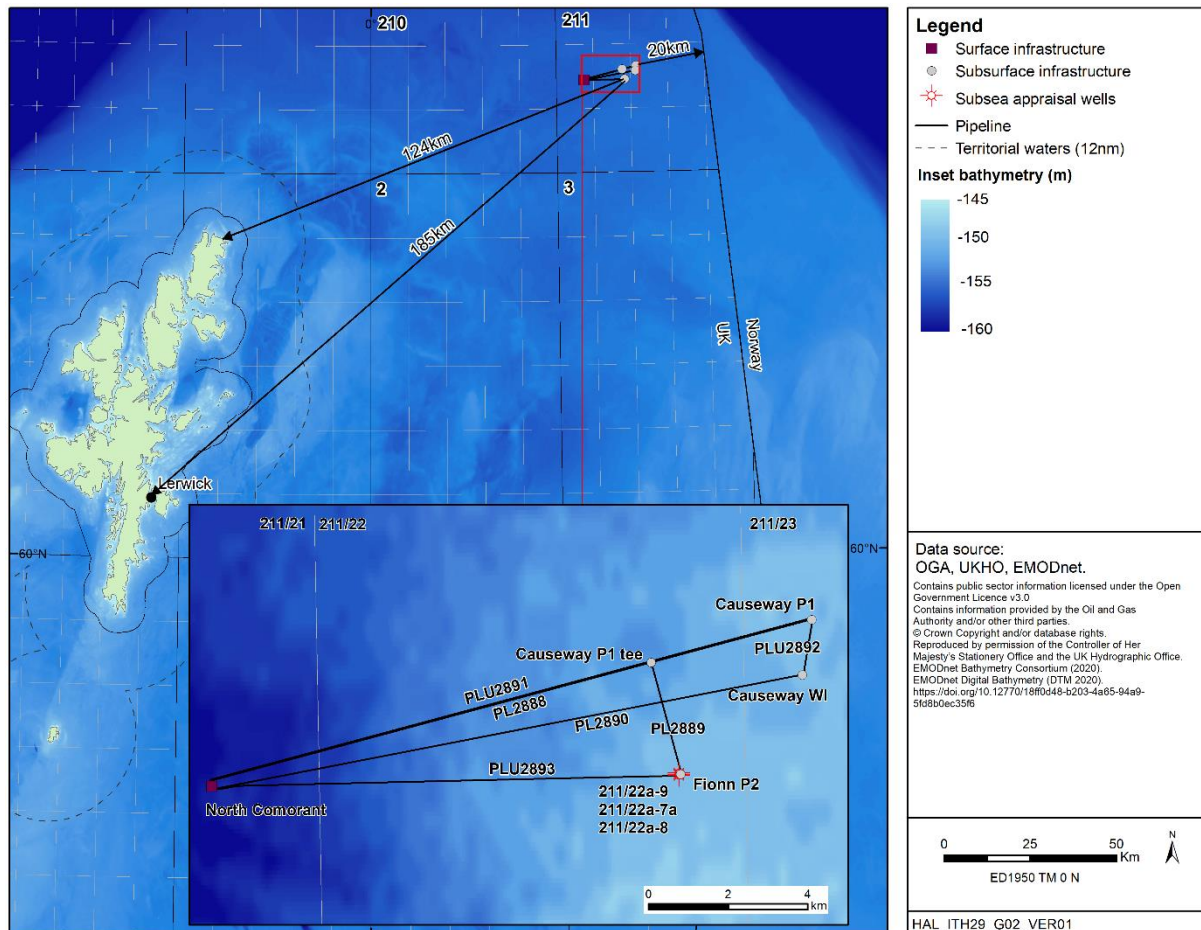 0°
210
211
20km
124km
2
3
185km
UK
Norway
Lerwick
60°N
60°N
211/21
211/22
211/23
Causeway P1
Causeway P1 tee
PLU2892
PLU2891
PL2888
Causeway WI
PL2890
PL2889
PLU2893
Fionn P2
North Comorant
211/22a-9
211/22a-7a
211/22a-8
0 2 4
km
Legend
Surface infrastructure
Subsurface infrastructure
Subsea appraisal wells
Pipeline
Territorial waters (12nm)
Inset bathymetry (m)
-145
-150
-155
-160
Data source:
OGA, UKHO, EMODnet.
Contains public sector information licensed under the Open
Government Licence v3.0
Contains information provided by the Oil and Gas
Authority and/or other third parties.
© Crown Copyright and/or database rights.
Reproduced by permission of the Controller of Her
Majesty's Stationery Office and the UK Hydrographic Office.
EMODnet Bathymetry Consortium (2020).
EMODnet Digital Bathymetry (DTM 2020).
https://doi.org/10.12770/18ff0d48-b203-4a65-94a9-
5fd8b0ec35f6
0 25 50
Km
N
ED1950 TM 0 N
HAL_ITH29_G02_VER01